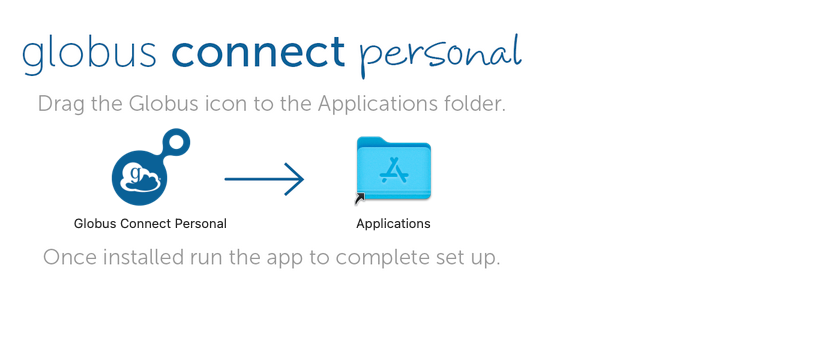 globus connect personal
Drag the Globus icon to the Applications folder.
g
Globus Connect Personal
Applications
Once installed run the app to complete set up.